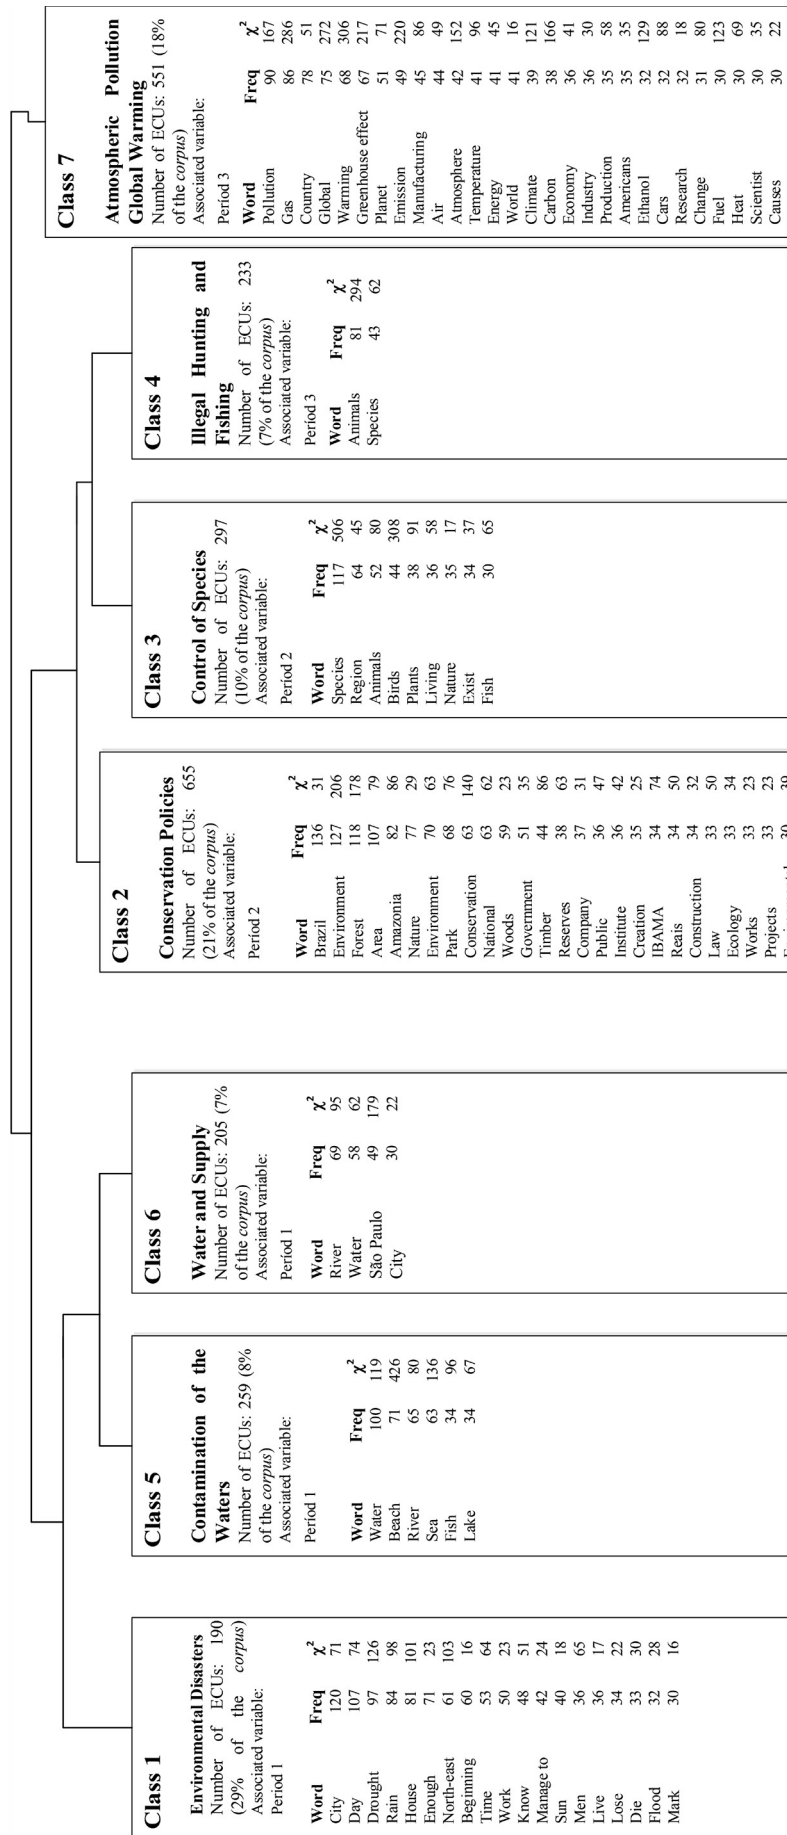 Class 1
Environmental Disasters
Number of ECUs: 190
(29% of the corpus)
Associated variable:
Period 1
Word Freq χ²
City 120 71
Day 107 74
Drought 97 126
Rain 84 98
House 81 101
Enough 71 23
North-east 61 103
Beginning 60 16
Time 53 64
Work 50 23
Know 48 51
Manage to 42 24
Sun 40 18
Men 36 65
Live 36 17
Lose 34 22
Die 33 30
Flood 32 28
Mark 30 16
Class 5
Contamination of the
Waters
Number of ECUs: 259 (8%
of the corpus)
Associated variable:
Period 1
Word Freq χ²
Water 100 119
Beach 71 426
River 65 80
Sea 63 136
Fish 34 96
Lake 34 67
Class 6
Water and Supply
Number of ECUs: 205 (7%
of the corpus)
Associated variable:
Period 1
Word Freq χ²
River 69 95
Water 58 62
São Paulo 49 179
City 30 22
Class 2
Conservation Policies
Number of ECUs: 655
(21% of the corpus)
Associated variable:
Period 2
Word Freq χ²
Brazil 136 31
Environment 127 206
Forest 118 178
Area 107 79
Amazonia 82 86
Nature 77 29
Environment 70 63
Park 68 76
Conservation 63 140
National 63 62
Woods 59 23
Government 51 35
Timber 44 86
Reserves 38 63
Company 37 31
Public 36 47
Institute 36 42
Creation 35 25
IBAMA 34 74
Reais 34 50
Construction 34 32
Law 33 50
Ecology 33 34
Works 33 23
Projects 33 23
Class 3
Control of Species
Number of ECUs: 297
(10% of the corpus)
Associated variable:
Period 2
Word Freq χ²
Species 117 506
Region 64 45
Animals 52 80
Birds 44 308
Plants 38 91
Living 36 58
Nature 35 17
Exist 34 37
Fish 30 65
Class 4
Illegal Hunting and
Fishing
Number of ECUs: 233
(7% of the corpus)
Associated variable:
Period 3
Word Freq χ²
Animals 81 294
Species 43 62
Class 7
Atmospheric Pollution
Global Warming
Number of ECUs: 551 (18%
of the corpus)
Associated variable:
Period 3
Word Freq χ²
Pollution 90 167
Gas 86 286
Country 78 51
Global 75 272
Warming 68 306
Greenhouse effect 67 217
Planet 51 71
Emission 49 220
Manufacturing 45 86
Air 44 49
Atmosphere 42 152
Temperature 41 96
Energy 41 45
World 41 16
Climate 39 121
Carbon 38 166
Economy 36 41
Industry 36 30
Production 35 58
Americans 35 36
Ethanol 32 129
Cars 32 88
Research 32 18
Change 31 80
Fuel 30 123
Heat 30 69
Scientist 30 35
Causes 30 22